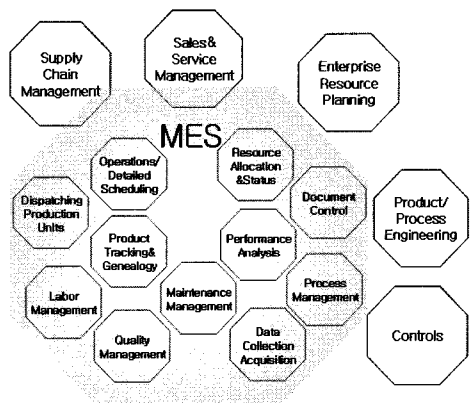 Supply
Chain
Management
Sales&
Service
Management
Enterprise
Resource
Planning
MES
Operations/
Detailed
Scheduling
Resource
Allocation
&Status
Dispatching
Production
Units
Document
Control
Product/
Process
Engineering
Product
Tracking&
Genealogy
Performance
Analysis
Labor
Management
Maintenance
Management
Process
Management
Quality
Management
Data
Collection
Acquisition
Controls